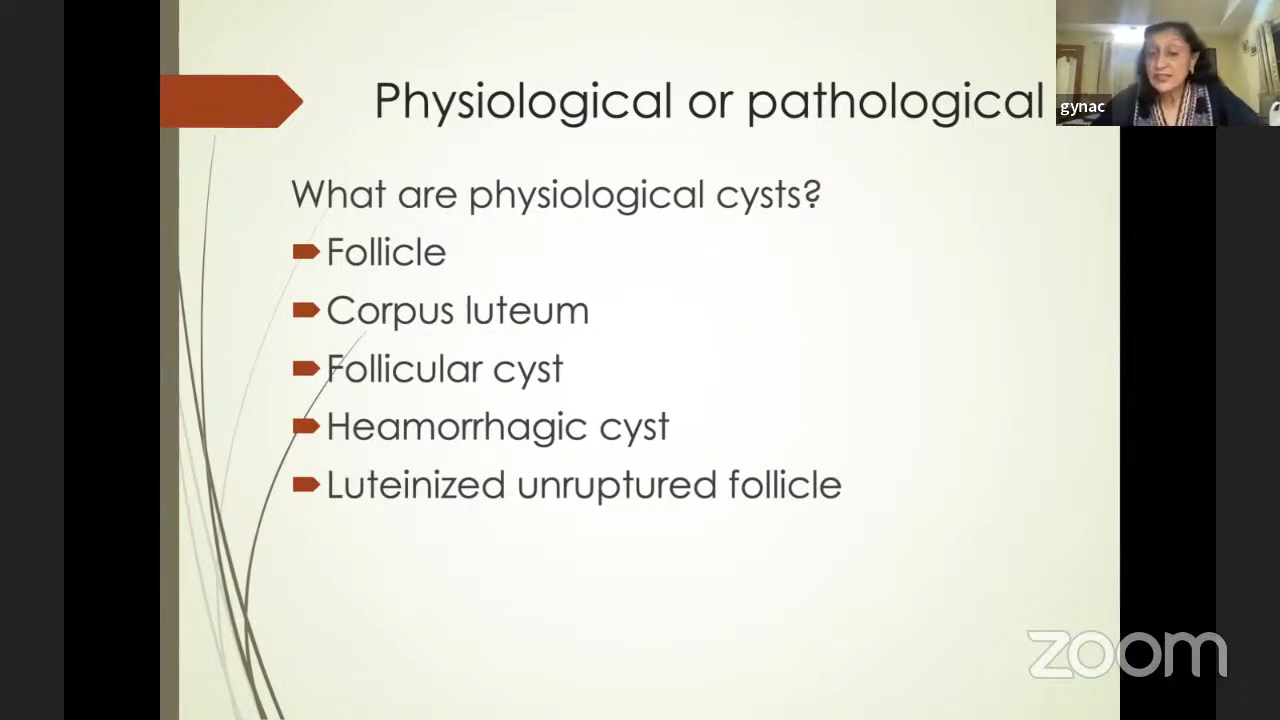 Physiological or pathological
gynac
What are physiological cysts?
Follicle
Corpus luteum
Follicular cyst
Heamorrhagic cyst
Luteinized unruptured follicle
zoom